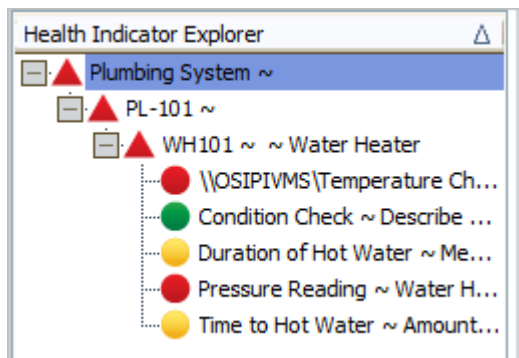 Health Indicator Explorer
Plumbing System ~
PL-101 ~
WH101 ~ ~ Water Heater
\\OSIPIVMS\Temperature Ch...
Condition Check ~ Describe ...
Duration of Hot Water ~ Me...
Pressure Reading ~ Water H...
Time to Hot Water ~ Amount...